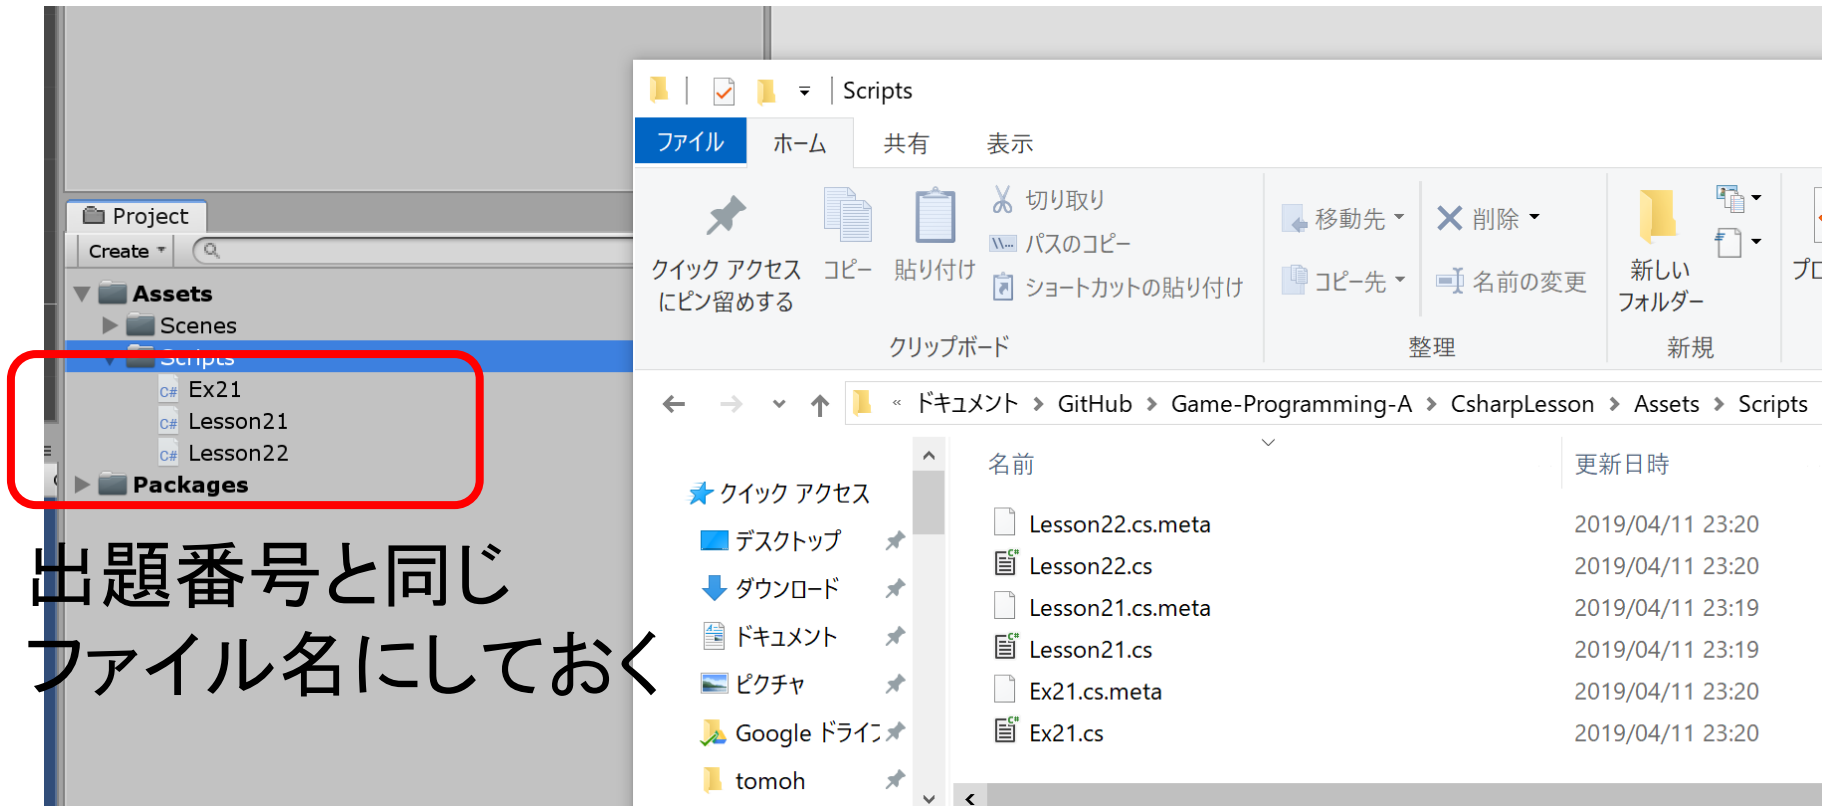 Project
Create
Assets
Scenes
Scripts
Ex21
Lesson21
Lesson22
Packages
出題番号と同じ
ファイル名にしておく
Scripts
ファイル
ホーム
共有
表示
クイック アクセス
にピン留めする
コピー
貼り付け
切り取り
パスのコピー
ショートカットの貼り付け
クリップボード
移動先
コピー先
削除
名前の変更
整理
新しい
フォルダー
新規
プロ
« ドキュメント > GitHub > Game-Programming-A > CsharpLesson > Assets > Scripts
クイック アクセス
デスクトップ
ダウンロード
ドキュメント
ピクチャ
Google ドライブ
tomoh
名前 更新日時
Lesson22.cs.meta 2019/04/11 23:20
Lesson22.cs 2019/04/11 23:20
Lesson21.cs.meta 2019/04/11 23:19
Lesson21.cs 2019/04/11 23:19
Ex21.cs.meta 2019/04/11 23:20
Ex21.cs 2019/04/11 23:20